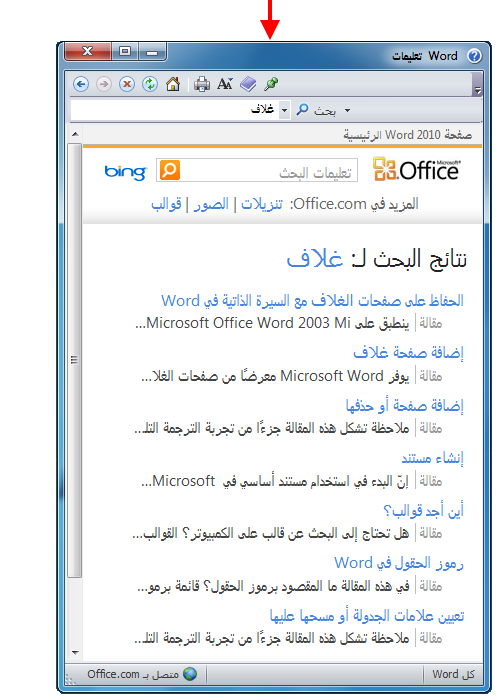 تعليمات Word
غلاف
بحث
صفحة Word 2010 الرئيسية
Microsoft®
Office
تعليمات البحث
bing
المزيد في Office.com: تنزيلات | الصور | قوالب
نتائج البحث لـ: غلاف
الحفاظ على صفحات الغلاف مع السيرة الذاتية في Word
مقالة | ينطبق على Microsoft Office Word 2003 Mi...
إضافة صفحة غلاف
مقالة | يوفر Microsoft Word معرضًا من صفحات الغلا...
إضافة صفحة أو حذفها
مقالة | ملاحظة تشكل هذه المقالة جزءًا من تجربة الترجمة التلـ...
إنشاء مستند
مقالة | إنّ البدء في استخدام مستند أساسي في Microsoft...
أين أجد قوالب؟
مقالة | هل تحتاج إلى البحث عن قالب على الكمبيوتر؟ القوالب...
رموز الحقول في Word
مقالة | في هذه المقالة ما المقصود برموز الحقول؟ قائمة برمو...
تعيين علامات الجدولة أو مسحها عليها
مقالة | ملاحظة تشكل هذه المقالة جزءًا من تجربة الترجمة التلـ...
كل Word
متصل بـ Office.com